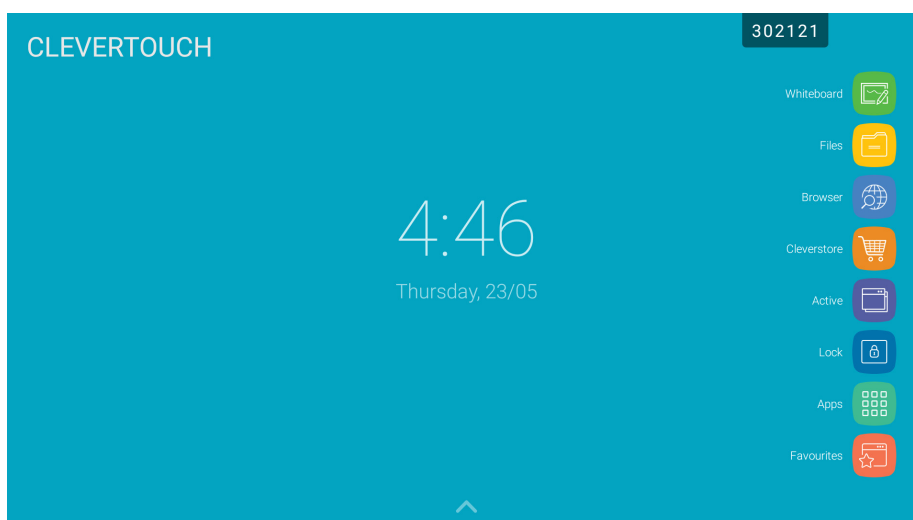 CLEVERTOUCH
302121
Whiteboard
Files
Browser
4:46
Cleverstore
Thursday, 23/05
Active
Lock
Apps
Favourites